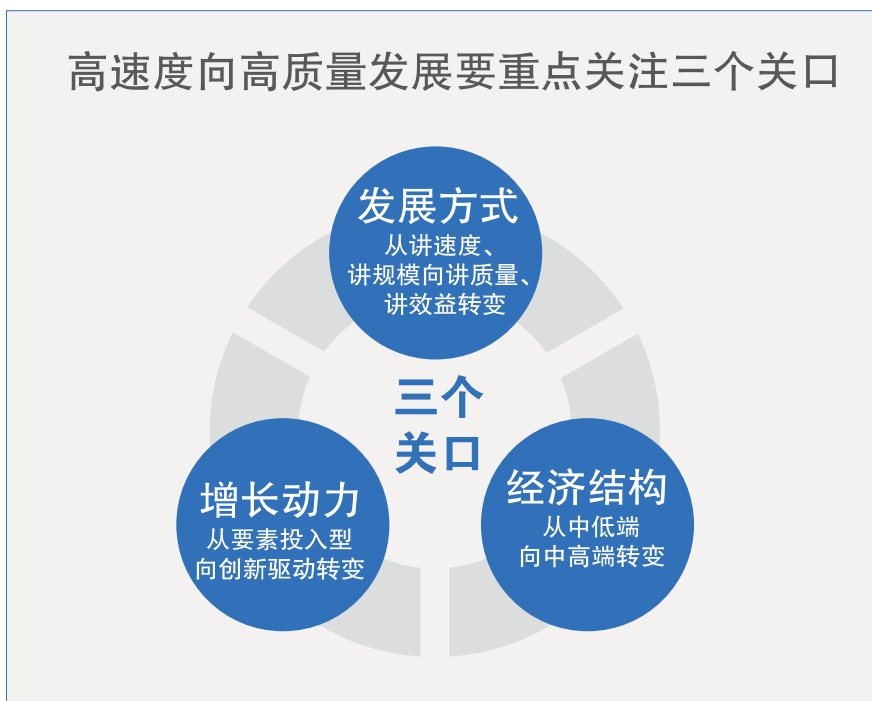 高速度向高质量发展要重点关注三个关口
发展方式
从讲速度、
讲规模向讲质量、
讲效益转变
三个
关口
增长动力
从要素投入型
向创新驱动转变
经济结构
从中低端
向中高端转变